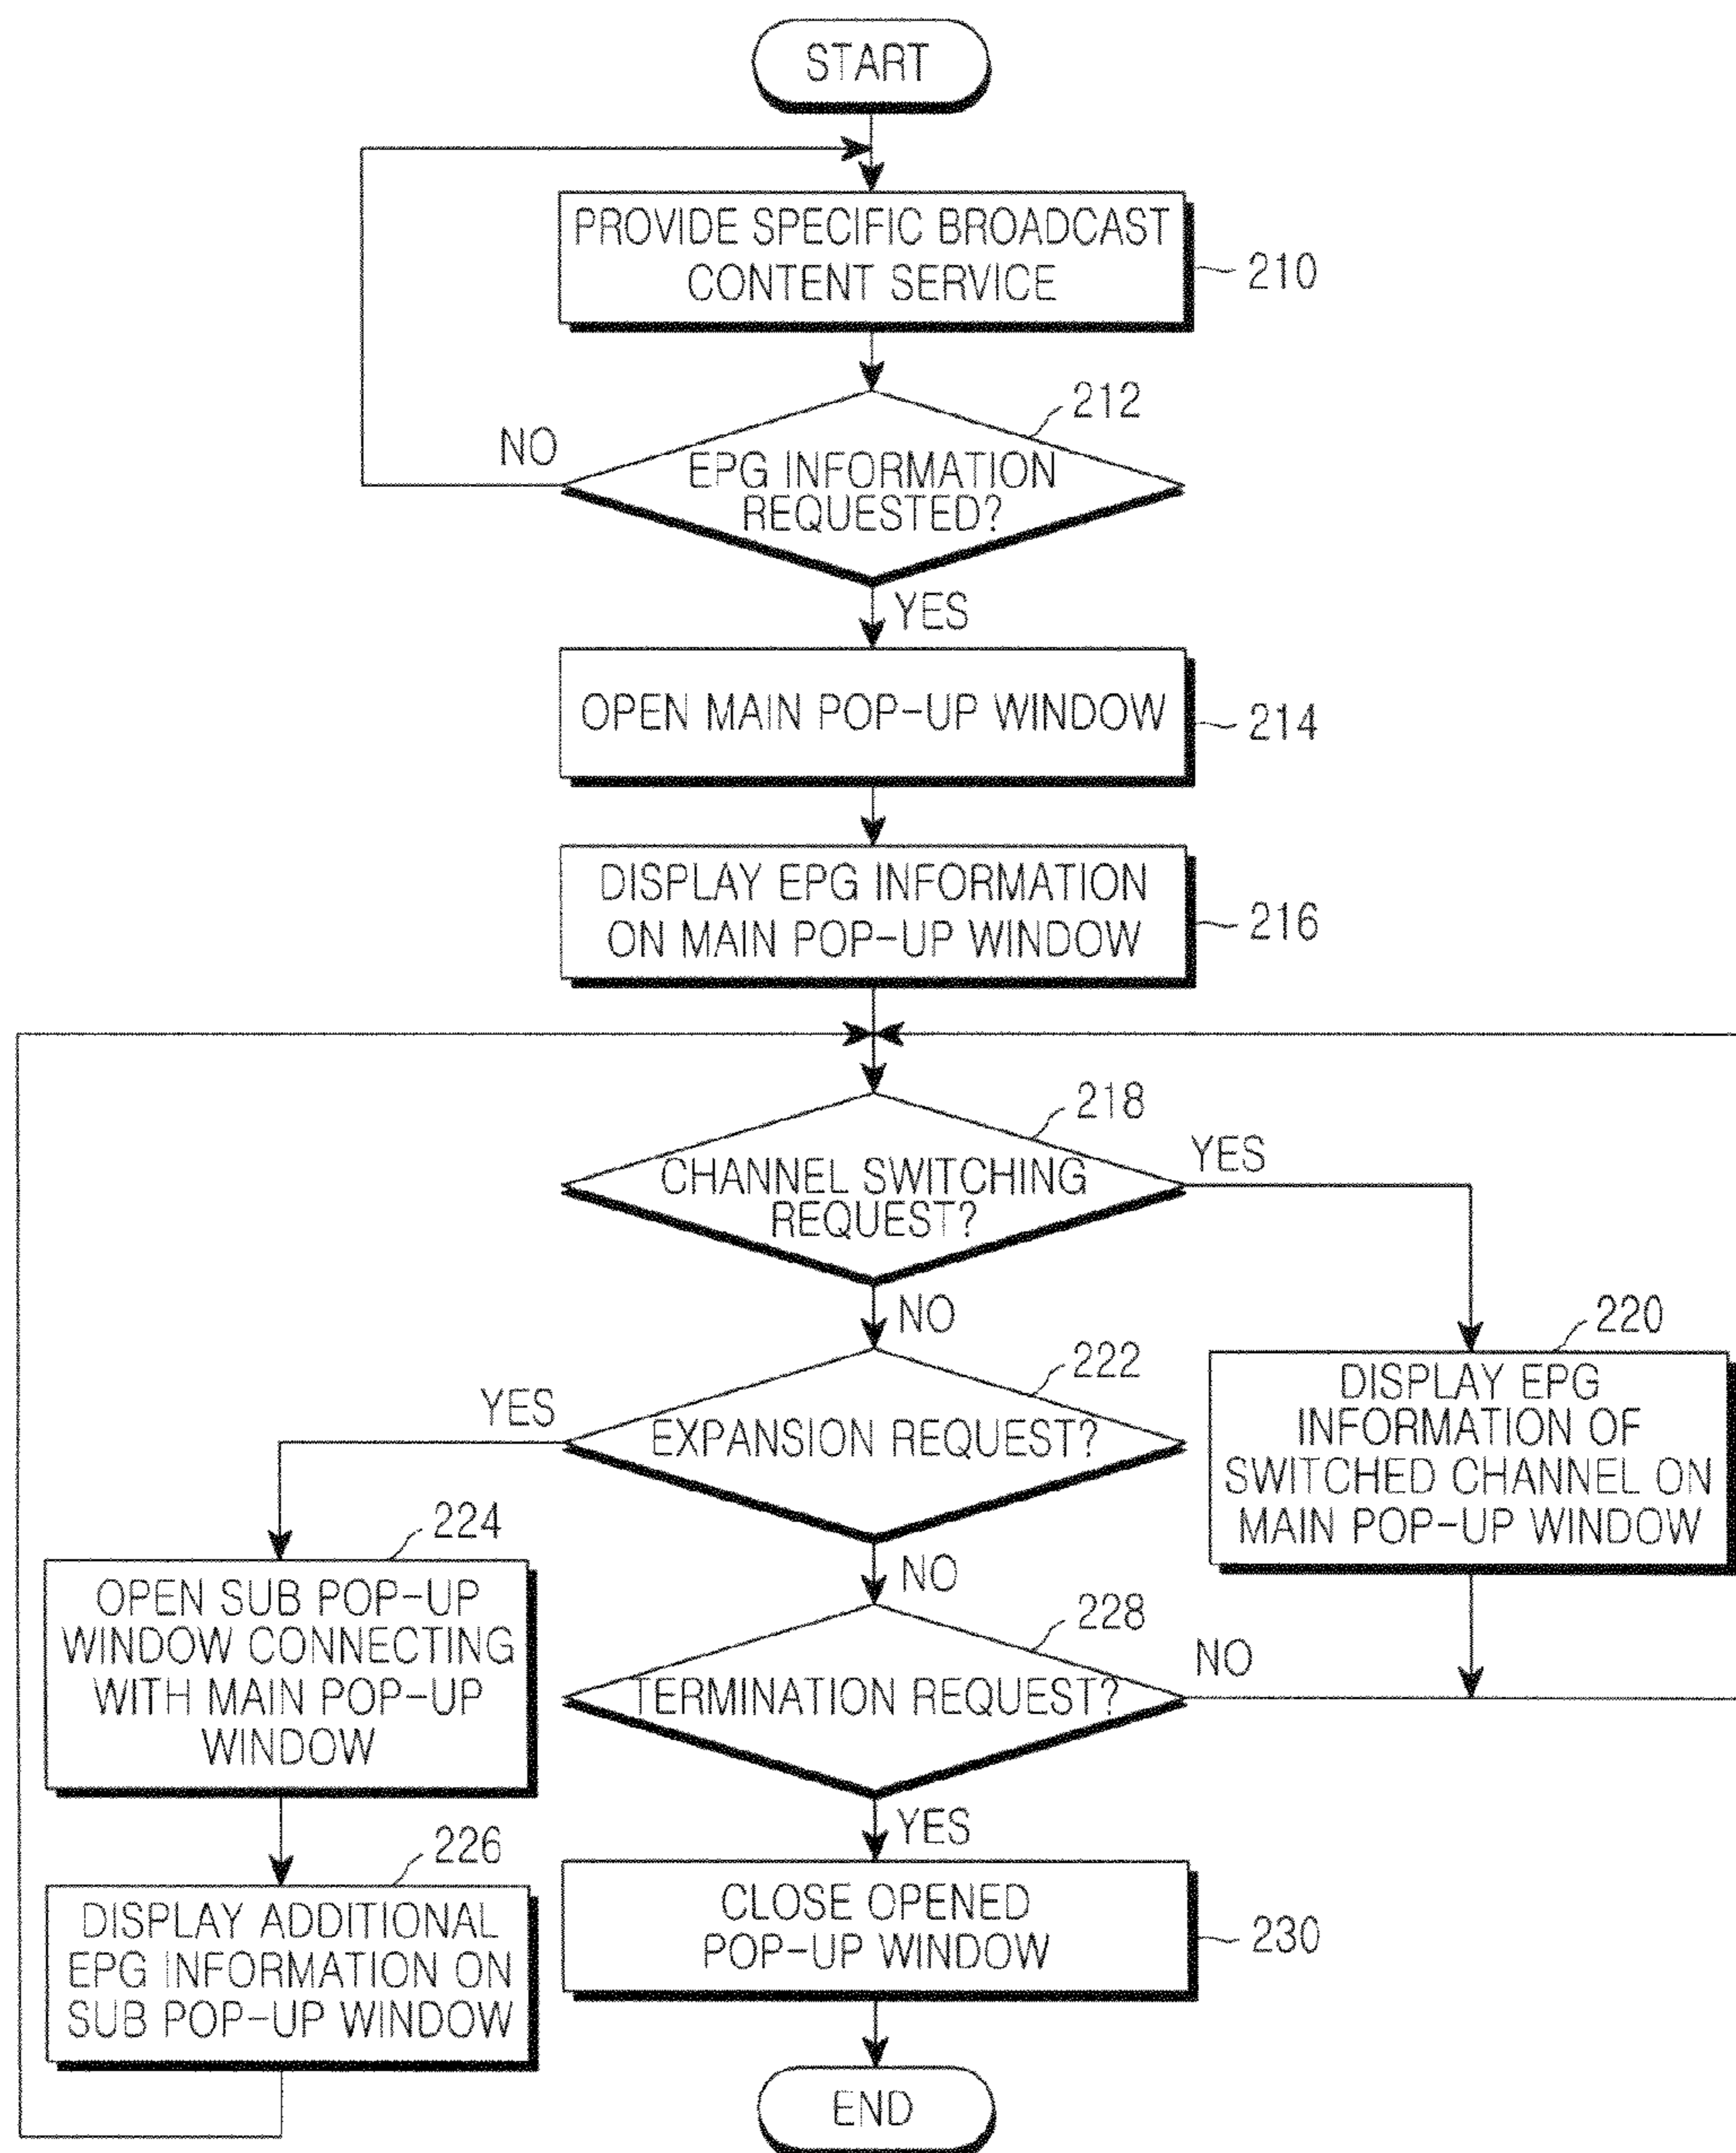 START
PROVIDE SPECIFIC BROADCAST
CONTENT SERVICE
210
212
NO
EPG INFORMATION
REQUESTED?
YES
OPEN MAIN POP-UP WINDOW
214
DISPLAY EPG INFORMATION
ON MAIN POP-UP WINDOW
216
218
YES
CHANNEL SWITCHING
REQUEST?
NO
220
DISPLAY EPG
INFORMATION OF
SWITCHED CHANNEL ON
MAIN POP-UP WINDOW
222
YES
EXPANSION REQUEST?
NO
224
OPEN SUB POP-UP
WINDOW CONNECTING
WITH MAIN POP-UP
WINDOW
228
NO
TERMINATION REQUEST?
YES
226
DISPLAY ADDITIONAL
EPG INFORMATION ON
SUB POP-UP WINDOW
CLOSE OPENED
POP-UP WINDOW
230
END